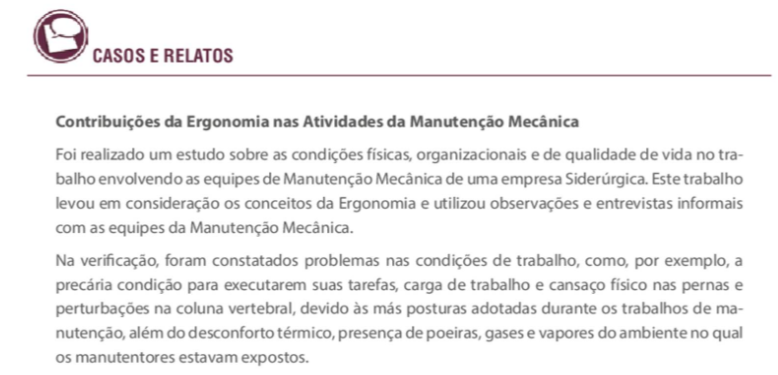 CASOS E RELATOS
Contribuições da Ergonomia nas Atividades da Manutenção Mecânica
Foi realizado um estudo sobre as condições físicas, organizacionais e de qualidade de vida no tra-
balho envolvendo as equipes de Manutenção Mecânica de uma empresa Siderúrgica. Este trabalho
levou em consideração os conceitos da Ergonomia e utilizou observações e entrevistas informais
com as equipes da Manutenção Mecânica.
Na verificação, foram constatados problemas nas condições de trabalho, como, por exemplo, a
precária condição para executarem suas tarefas, carga de trabalho e cansaço físico nas pernas e
perturbações na coluna vertebral, devido às más posturas adotadas durante os trabalhos de ma-
nutenção, além do desconforto térmico, presença de poeiras, gases e vapores do ambiente no qual
os manutentores estavam expostos.